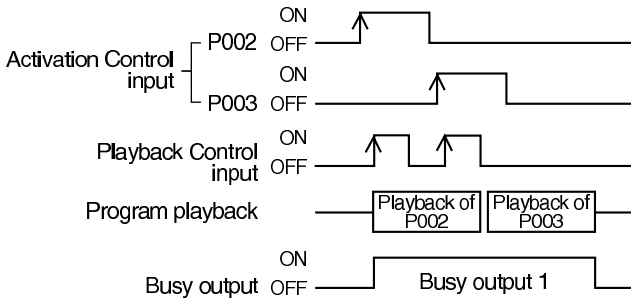 ON
P002 OFF
Activation Control
input
ON
P003 OFF
ON
Playback Control
input
OFF
Program playback
Playback of
P002
Playback of
P003
ON
Busy output OFF
Busy output 1